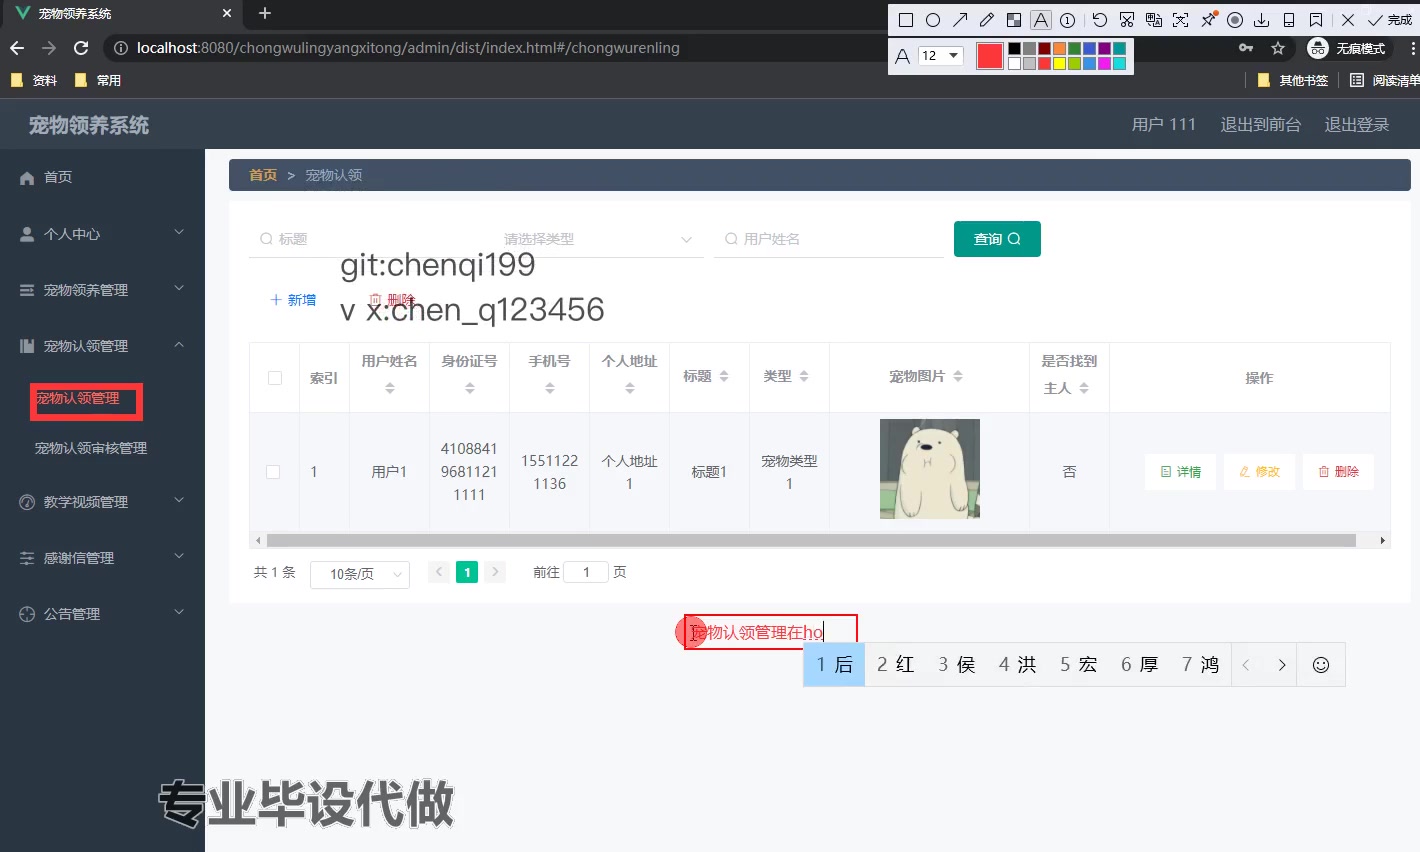 宠物领养系统
12
完成
localhost:8080/chongwulingyangxitong/admin/dist/index.html#/chongwurenling
无痕模式
资料 常用
其他书签 阅读清单
宠物领养系统
用户 111 退出到前台 退出登录
首页
个人中心
宠物领养管理
宠物认领管理
宠物认领管理
宠物认领审核管理
教学视频管理
感谢信管理
公告管理
首页 > 宠物认领
标题 请选择类型 用户姓名 查询
git:chenqi199
新增 删除
v x:chen_q123456
索引 用户姓名 身份证号 手机号 个人地址 标题 类型 宠物图片 是否找到主人 操作
1 用户1 410884196811211111 15511221136 个人地址1 标题1 宠物类型1 否 详情 修改 删除
共 1 条 10条/页 1 前往 1 页
宠物认领管理在ho
1 后 2 红 3 侯 4 洪 5 宏 6 厚 7 鸿
专业毕设代做